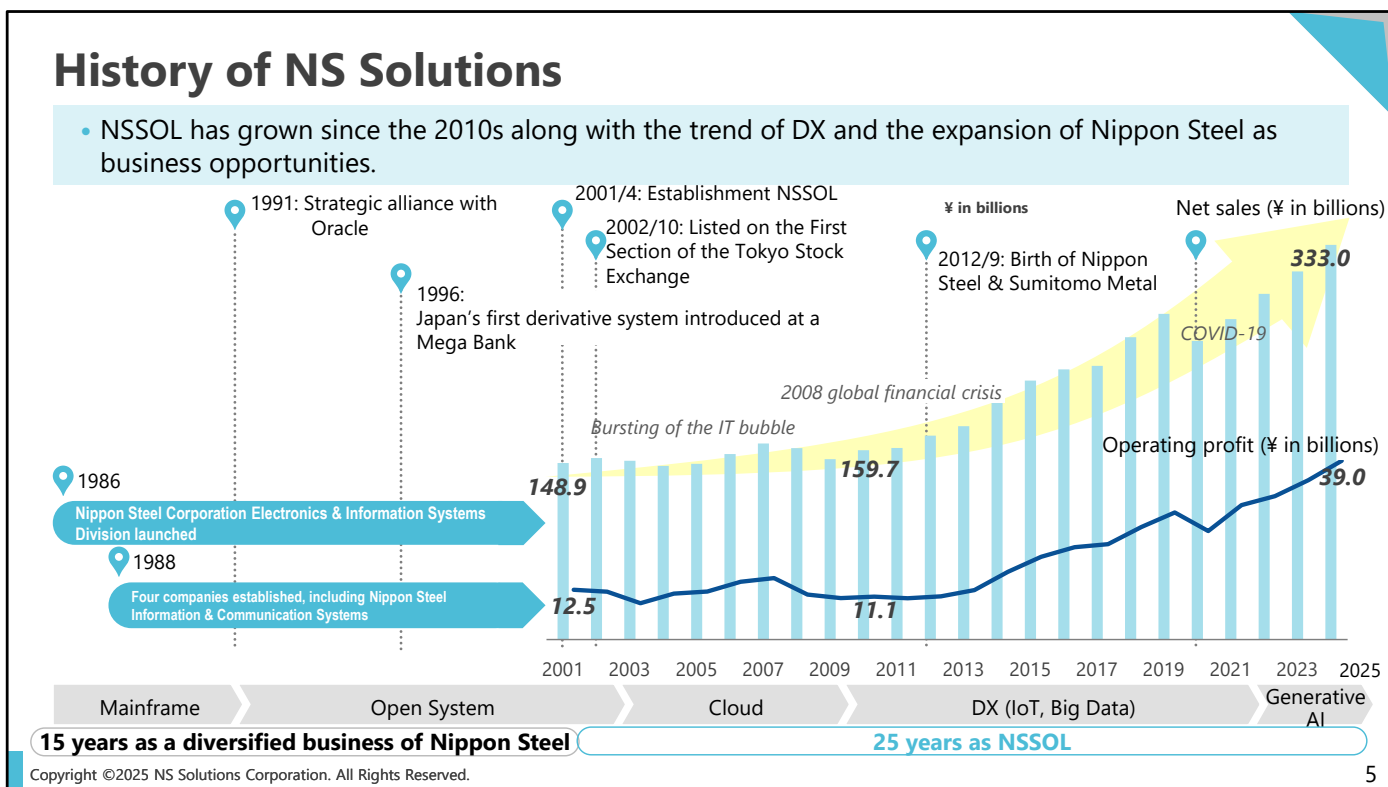 History of NS Solutions
• NSSOL has grown since the 2010s along with the trend of DX and the expansion of Nippon Steel as
business opportunities.
1991: Strategic alliance with
Oracle
2001/4: Establishment NSSOL
2002/10: Listed on the First
Section of the Tokyo Stock
Exchange
1996:
Japan's first derivative system introduced at a
Mega Bank
¥ in billions
2012/9: Birth of Nippon
Steel & Sumitomo Metal
Net sales (¥ in billions)
333.0
COVID-19
2008 global financial crisis
Bursting of the IT bubble
148.9
159.7
Operating profit (¥ in billions)
39.0
1986
Nippon Steel Corporation Electronics & Information Systems
Division launched
1988
Four companies established, including Nippon Steel
Information & Communication Systems
12.5
11.1
2001 2003 2005 2007 2009 2011 2013 2015 2017 2019 2021 2023 2025
Mainframe
Open System
Cloud
DX (IoT, Big Data)
Generative
AI
15 years as a diversified business of Nippon Steel
25 years as NSSOL
Copyright ©2025 NS Solutions Corporation. All Rights Reserved.
5